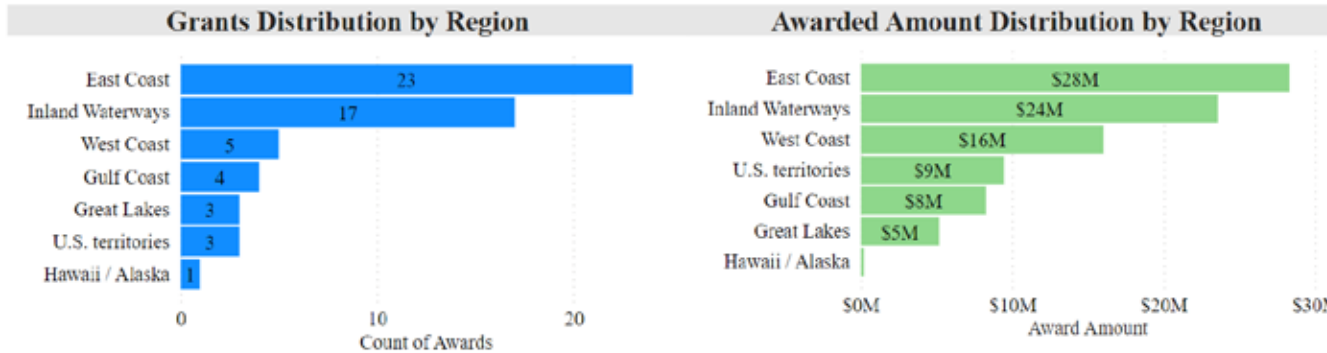 Grants Distribution by Region
East Coast 23
Inland Waterways 17
West Coast 5
Gulf Coast 4
Great Lakes 3
U.S. territories 3
Hawaii / Alaska 1
0 10 20
Count of Awards
Awarded Amount Distribution by Region
East Coast $28M
Inland Waterways $24M
West Coast $16M
U.S. territories $9M
Gulf Coast $8M
Great Lakes $5M
Hawaii / Alaska
$0M $10M $20M $30M
Award Amount